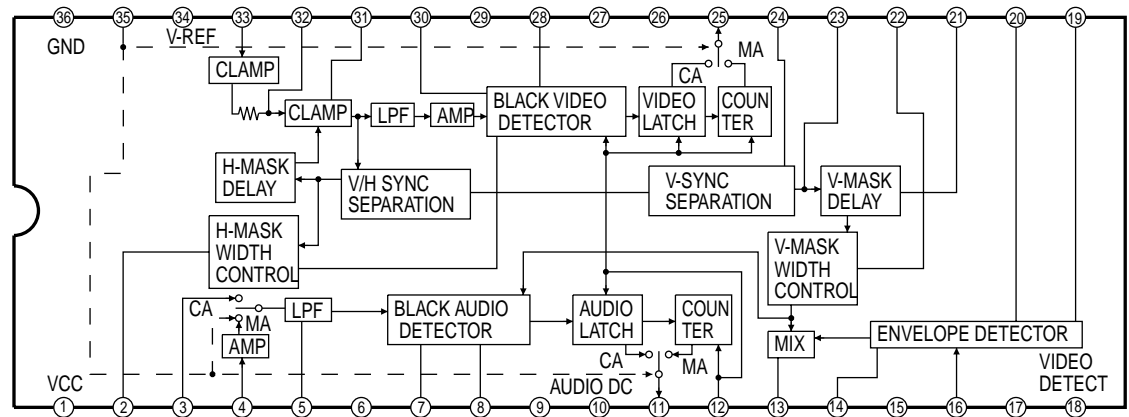 36 35 34 33 32 31 30 29 28 27 26 25 24 23 22 21 20 19
GND
V-REF
MA
CLAMP
CA
CLAMP
LPF
AMP
BLACK VIDEO
DETECTOR
VIDEO
LATCH
COUN
TER
H-MASK
DELAY
V/H SYNC
SEPARATION
V-SYNC
SEPARATION
V-MASK
DELAY
H-MASK
WIDTH
CONTROL
V-MASK
WIDTH
CONTROL
CA
MA
LPF
AMP
BLACK AUDIO
DETECTOR
AUDIO
LATCH
COUN
TER
MIX
ENVELOPE DETECTOR
CA
MA
VCC
AUDIO DC
VIDEO
DETECT
1 2 3 4 5 6 7 8 9 10 11 12 13 14 15 16 17 18